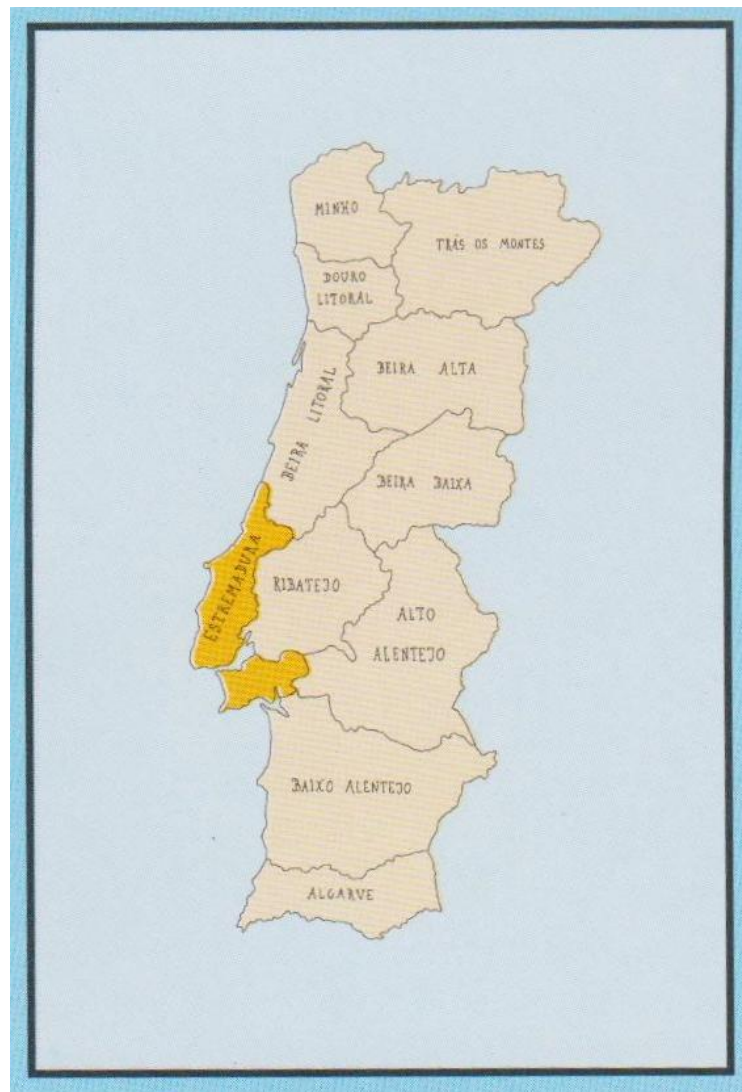 MINHO
TRÁS OS MONTES
DOURO
LITORAL
BEIRA ALTA
BEIRA LITORAL
BEIRA BAIXA
ESTREMADURA
RIBATEJO
ALTO
ALENTEJO
BAIXO ALENTEJO
ALGARVE